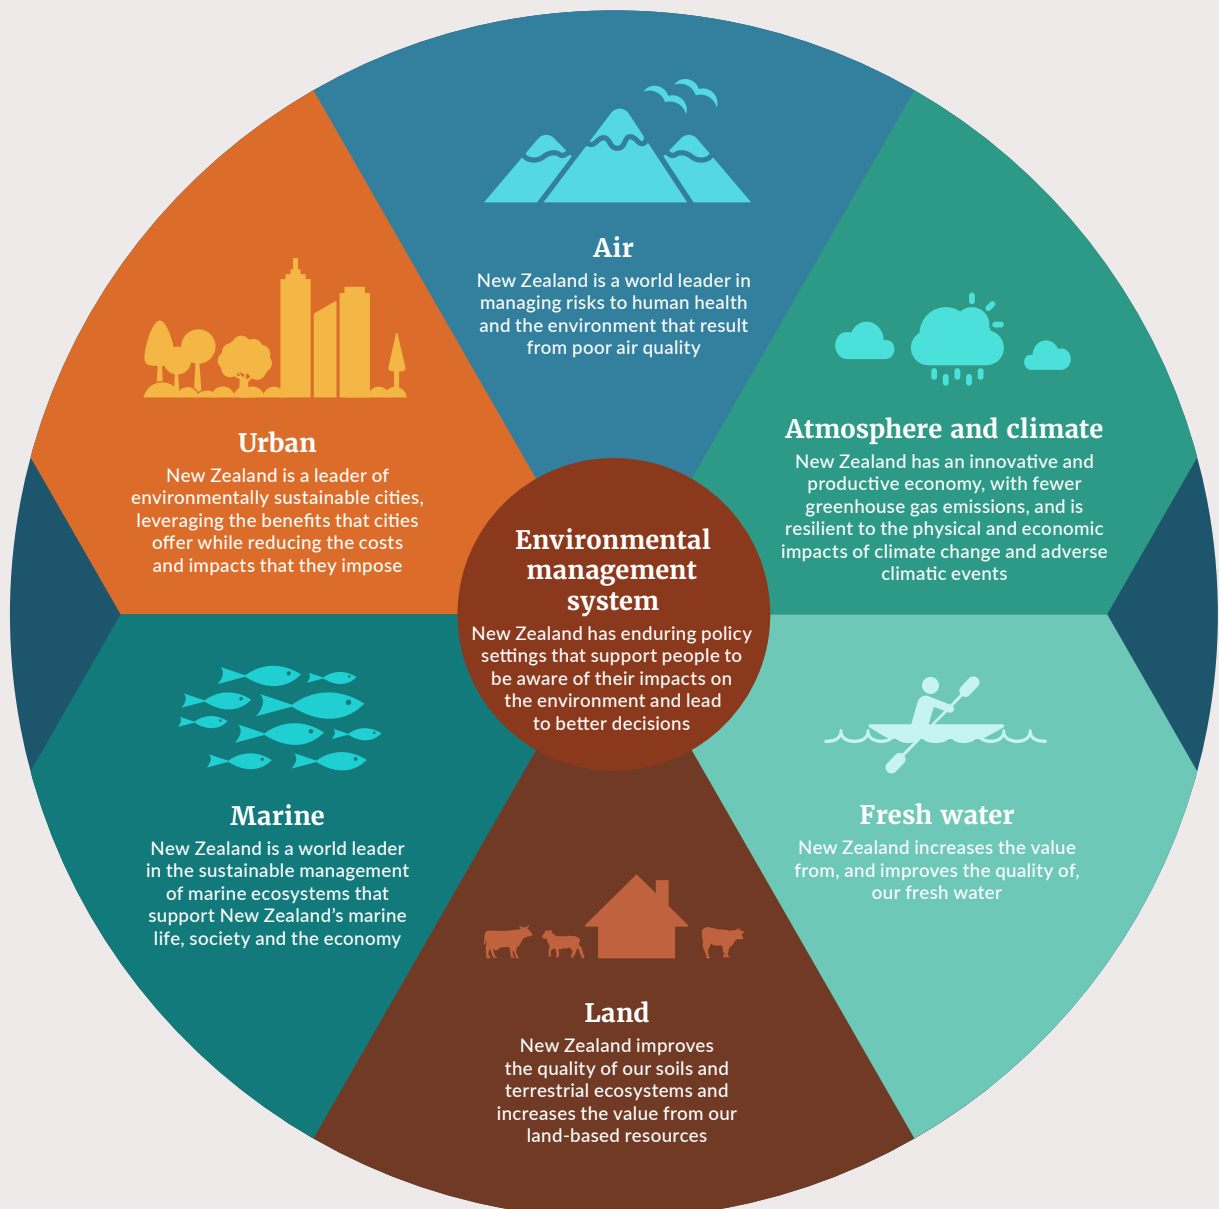 Air
New Zealand is a world leader in
managing risks to human health
and the environment that result
from poor air quality
Atmosphere and climate
New Zealand has an innovative and
productive economy, with fewer
greenhouse gas emissions, and is
resilient to the physical and economic
impacts of climate change and adverse
climatic events
Urban
New Zealand is a leader of
environmentally sustainable cities,
leveraging the benefits that cities
offer while reducing the costs
and impacts that they impose
Environmental
management
system
New Zealand has enduring policy
settings that support people to
be aware of their impacts on
the environment and lead
to better decisions
Marine
New Zealand is a world leader
in the sustainable management
of marine ecosystems that
support New Zealand's marine
life, society and the economy
Fresh water
New Zealand increases the value
from, and improves the quality of,
our fresh water
Land
New Zealand improves
the quality of our soils and
terrestrial ecosystems and
increases the value from our
land-based resources